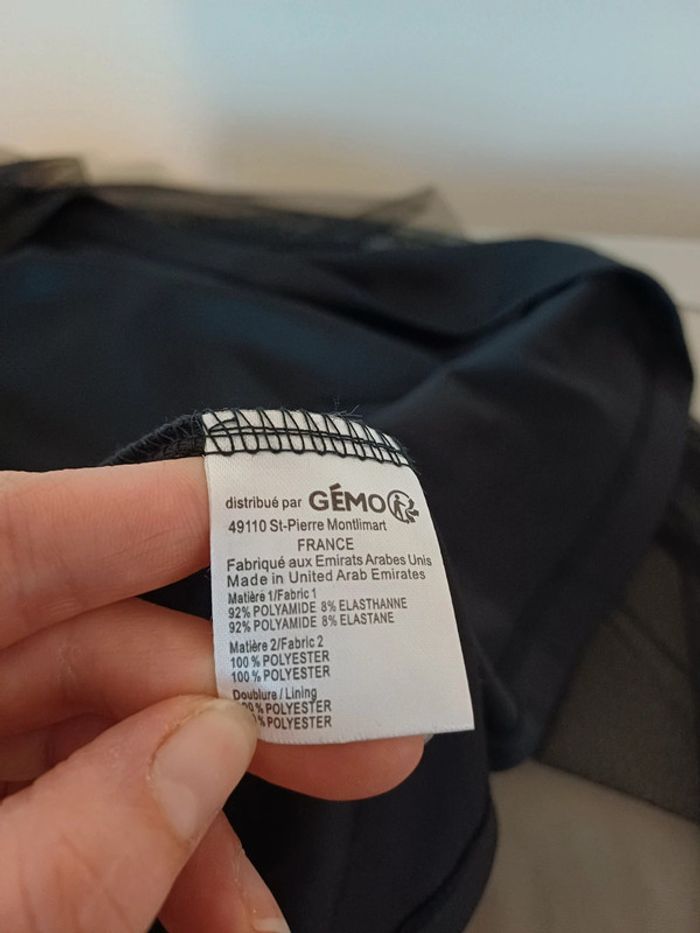 distribué par GÉMO
49110 St-Pierre Montlimart
FRANCE
Fabriqué aux Emirats Arabes Unis
Made in United Arab Emirates
Matière 1/Fabric 1
92% POLYAMIDE 8% ELASTHANNE
92% POLYAMIDE 8% ELASTANE
Matière 2/Fabric 2
100% POLYESTER
100% POLYESTER
Doublure / Lining
POLYESTER
POLYESTER